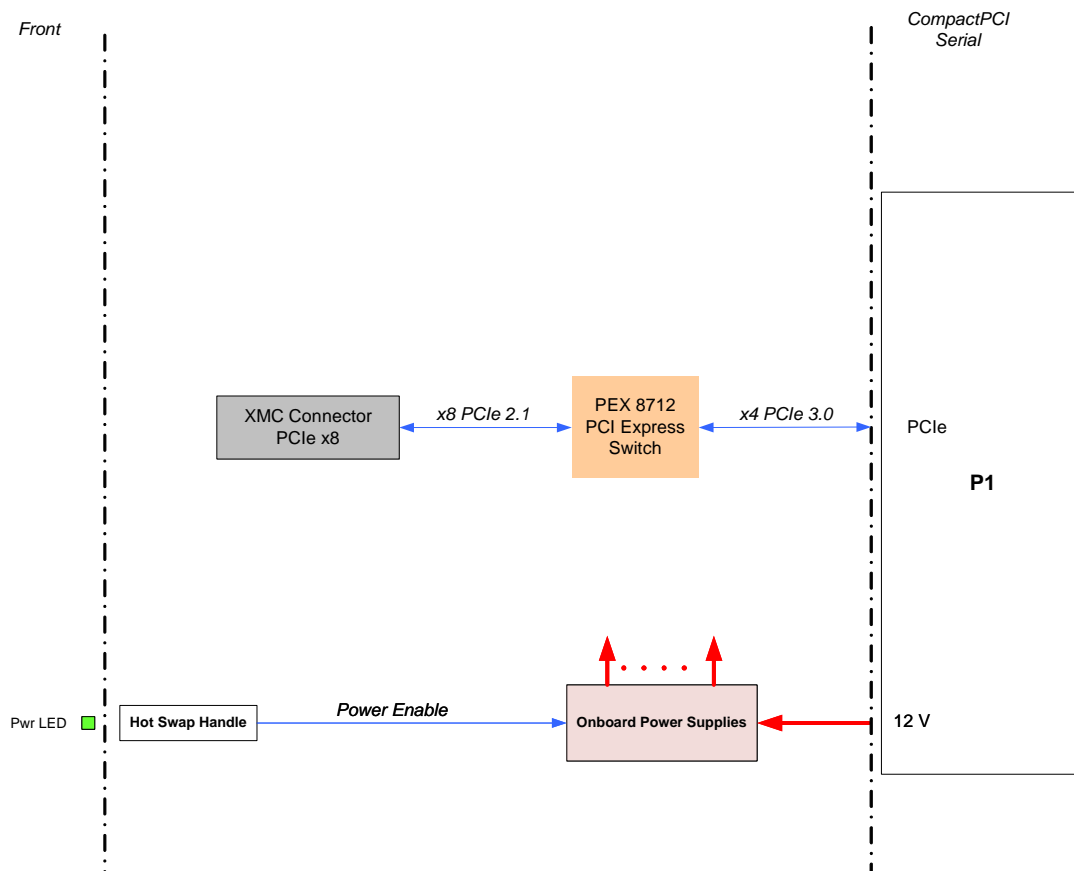 Front
CompactPCI
Serial
XMC Connector
PCIe x8
x8 PCIe 2.1
PEX 8712
PCI Express
Switch
x4 PCIe 3.0
PCIe
P1
Pwr LED
Hot Swap Handle
Power Enable
Onboard Power Supplies
12 V